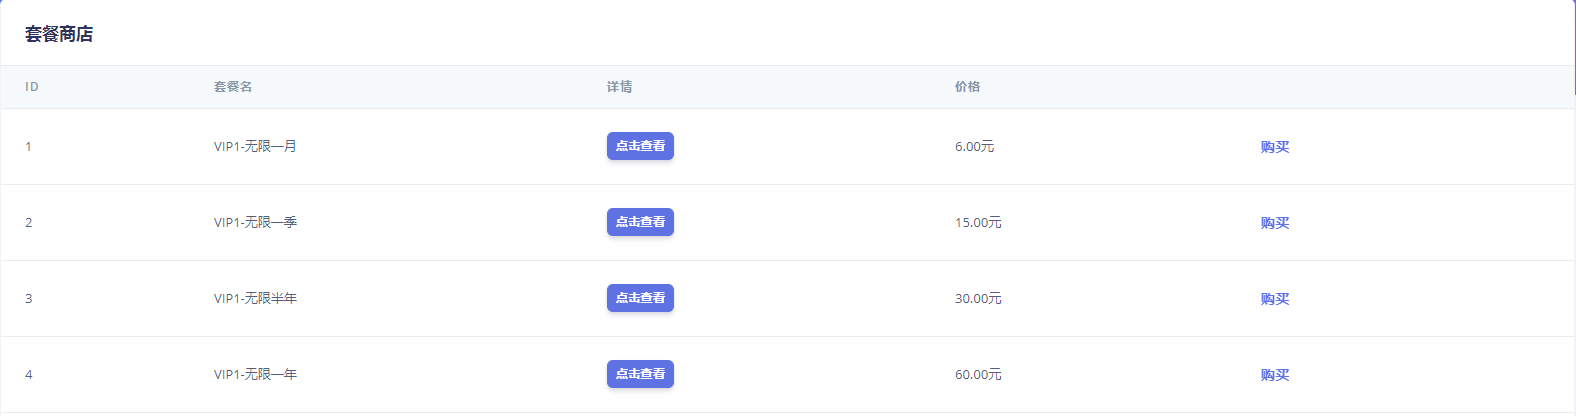 套餐商店
ID 套餐名 详情 价格
1 VIP1-无限一月 点击查看 6.00元 购买
2 VIP1-无限一季 点击查看 15.00元 购买
3 VIP1-无限半年 点击查看 30.00元 购买
4 VIP1-无限一年 点击查看 60.00元 购买